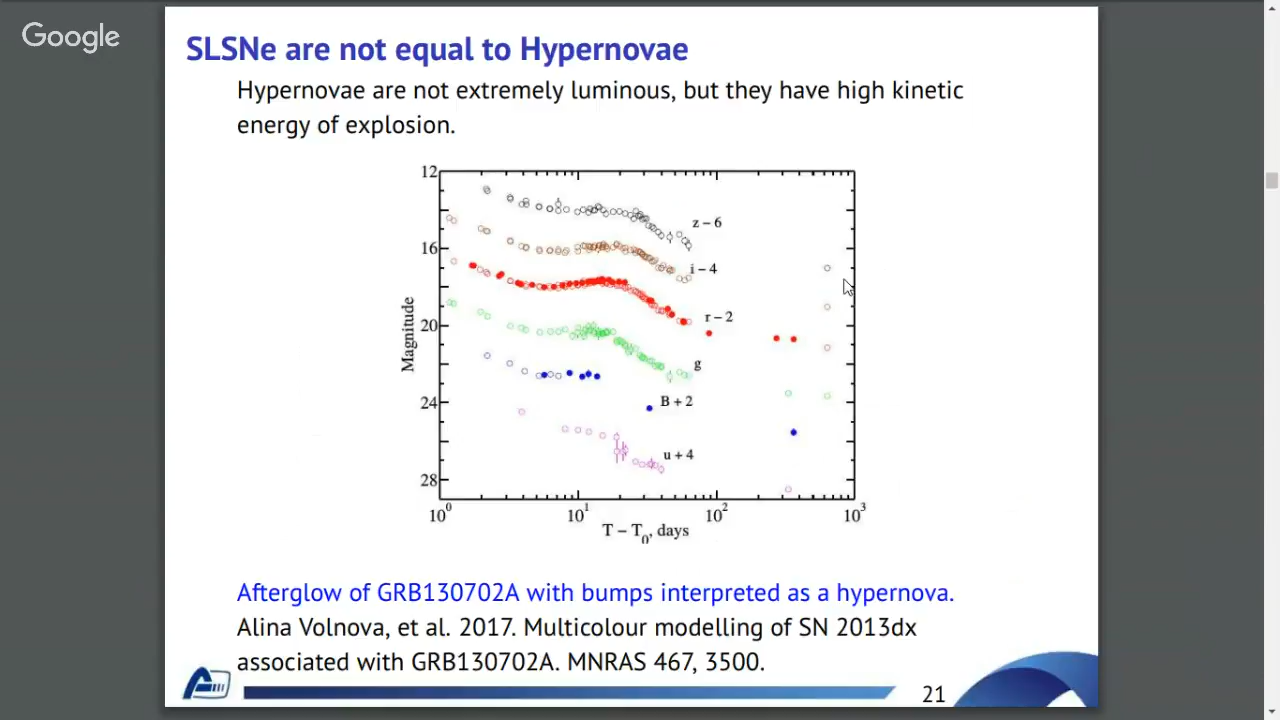 Google
SLSNe are not equal to Hypernovae
Hypernovae are not extremely luminous, but they have high kinetic
energy of explosion.
12
16
20
24
28
Magnitude
z − 6
i − 4
r − 2
g
B + 2
u + 4
10⁰ 10¹ 10² 10³
T − T₀, days
Afterglow of GRB130702A with bumps interpreted as a hypernova.
Alina Volnova, et al. 2017. Multicolour modelling of SN 2013dx
associated with GRB130702A. MNRAS 467, 3500.
21